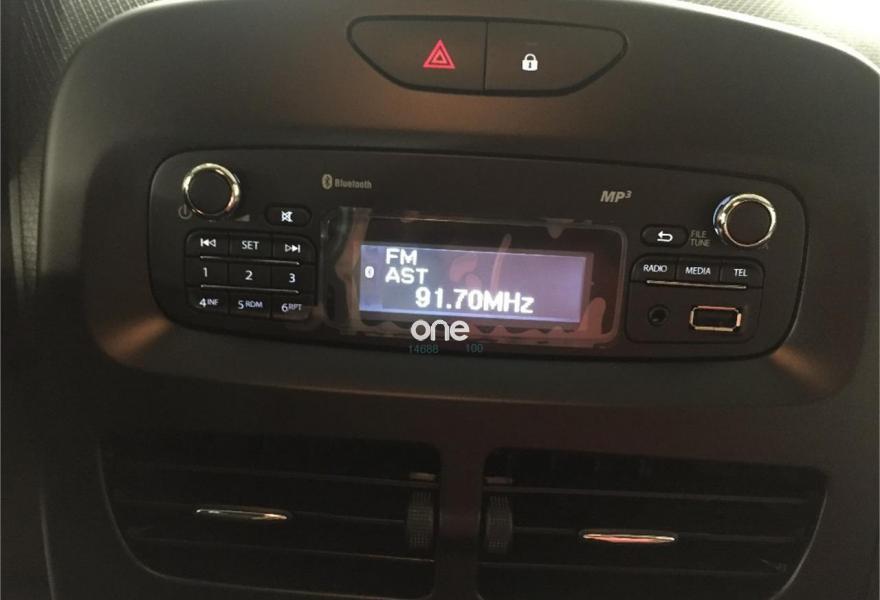 Bluetooth
MP3
FILE
TUNE
SET
1 2 3
4INF 5RDM 6RPT
RADIO MEDIA TEL
FM
AST
91.70MHz
one
14688 100